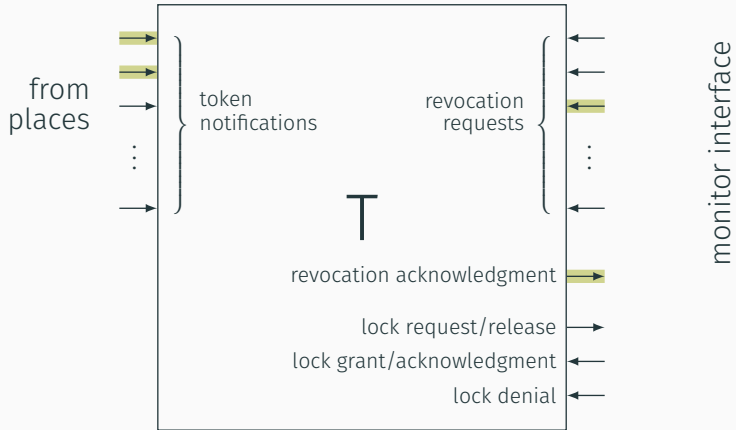 from
places
token
notifications
revocation
requests
monitor interface
T
revocation acknowledgment
lock request/release
lock grant/acknowledgment
lock denial